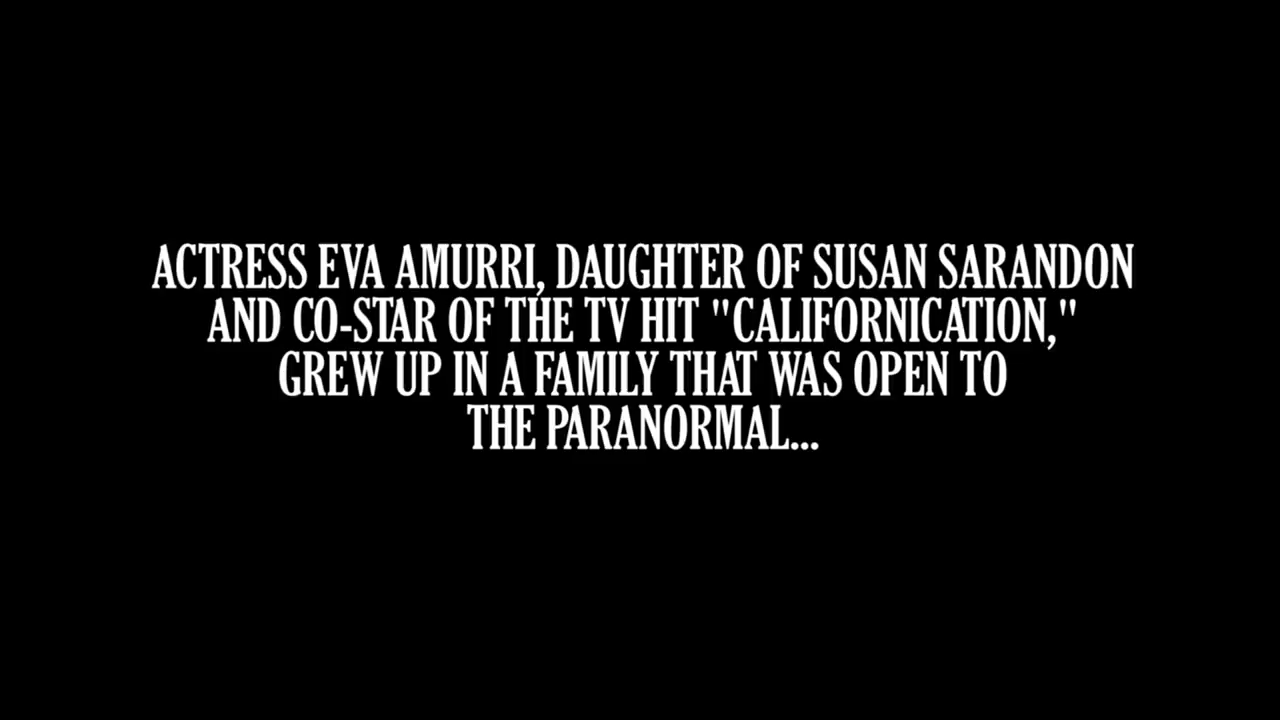 ACTRESS EVA AMURRI, DAUGHTER OF SUSAN SARANDON
AND CO-STAR OF THE TV HIT "CALIFORNICATION,"
GREW UP IN A FAMILY THAT WAS OPEN TO
THE PARANORMAL...